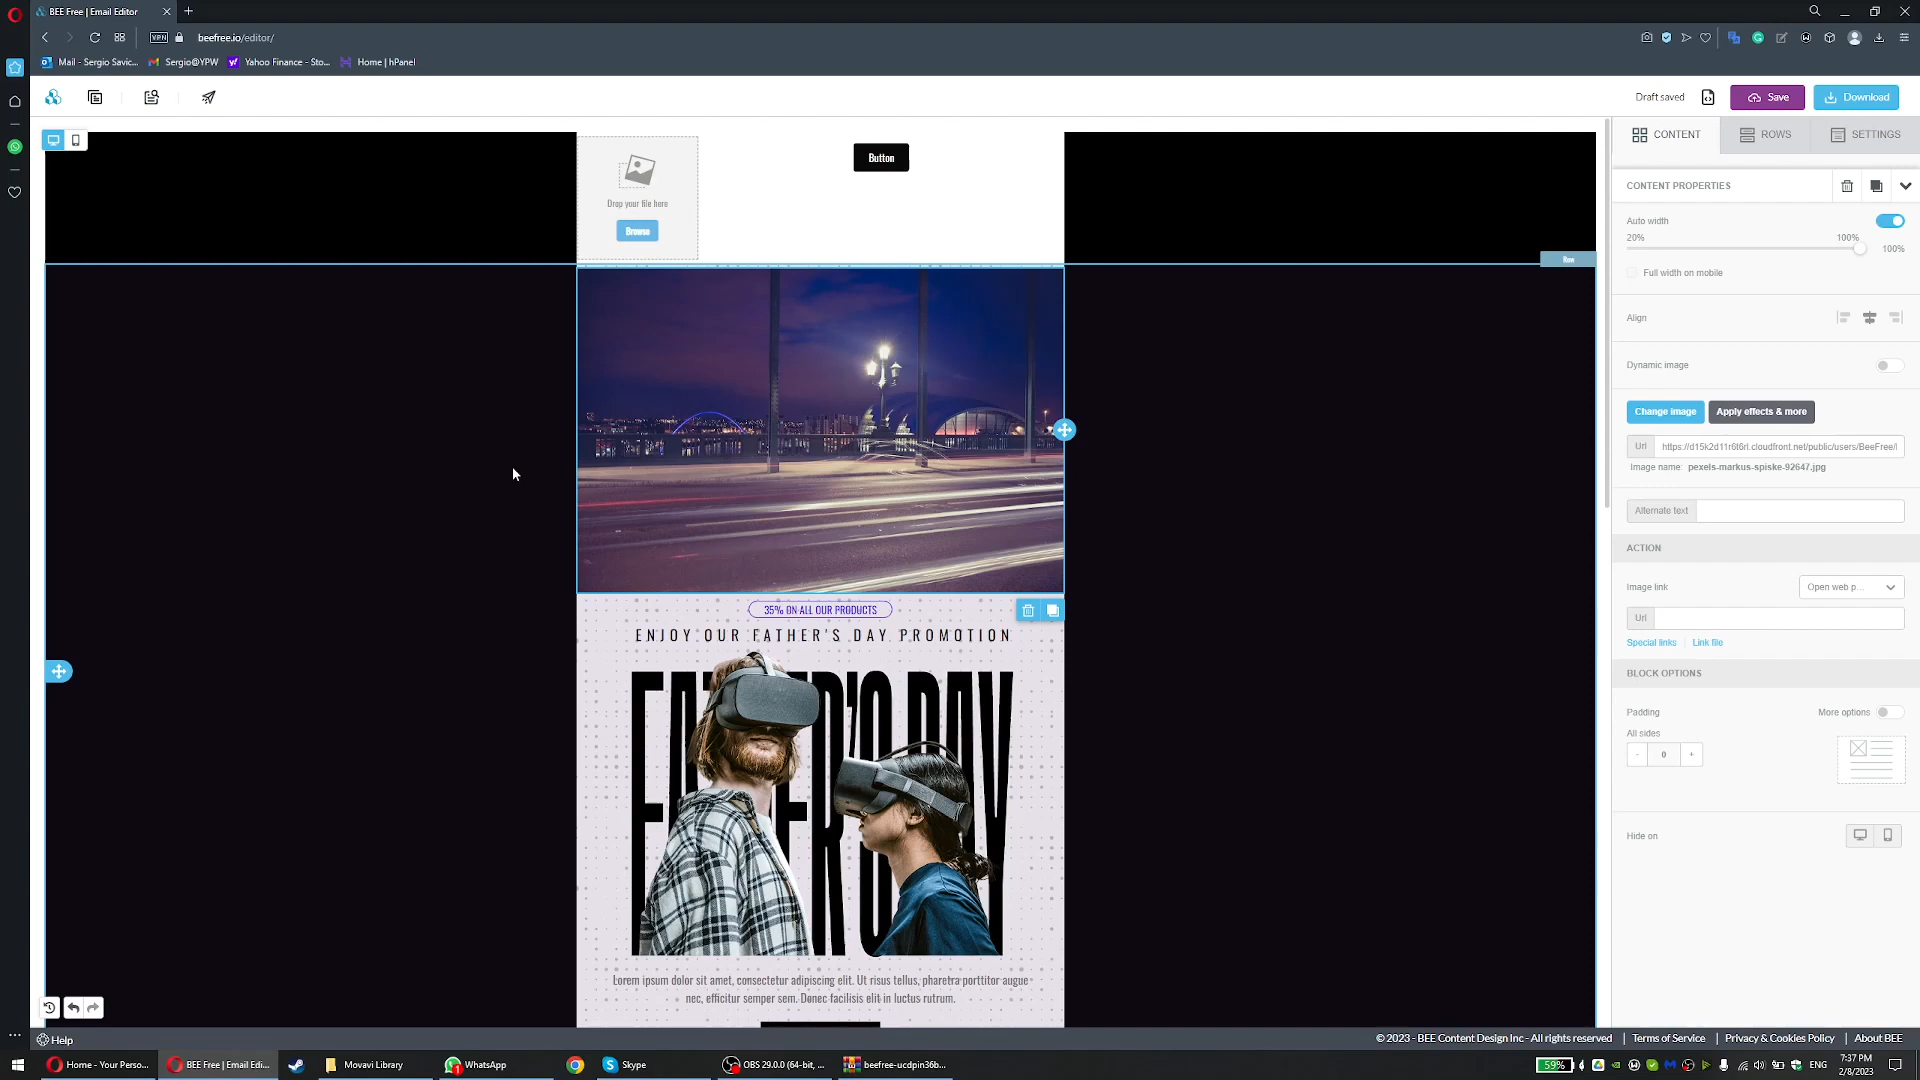 BEE Free | Email Editor
VPN
beefree.io/editor/
Mail - Sergio Savic...
Sergio@YPW
Yahoo Finance - Sto...
Home | hPanel
Draft saved
Save
Download
CONTENT
ROWS
SETTINGS
Drop your file here
Browse
Button
Row
CONTENT PROPERTIES
Auto width
20%
100%
100%
Full width on mobile
Align
Dynamic image
Change image
Apply effects & more
Url
https://d15k2d11r6t6rl.cloudfront.net/public/users/BeeFree/l
Image name: pexels-markus-spiske-92647.jpg
Alternate text
ACTION
Image link
Open web p...
Url
Special links
Link file
BLOCK OPTIONS
Padding
More options
All sides
-
0
+
Hide on
35% ON ALL OUR PRODUCTS
ENJOY OUR FATHER'S DAY PROMOTION
FATHER'S DAY
Lorem ipsum dolor sit amet, consectetur adipiscing elit. Ut risus tellus, pharetra porttitor augue
nec, efficitur semper sem. Donec facilisis elit in luctus rutrum.
Help
© 2023 - BEE Content Design Inc - All rights reserved
Terms of Service
Privacy & Cookies Policy
About BEE
Home - Your Perso...
BEE Free | Email Edi...
Movavi Library
1
WhatsApp
Skype
OBS 29.0.0 (64-bit, ...
beefree-ucdpin36b...
59%
ENG
7:37 PM
2/8/2023